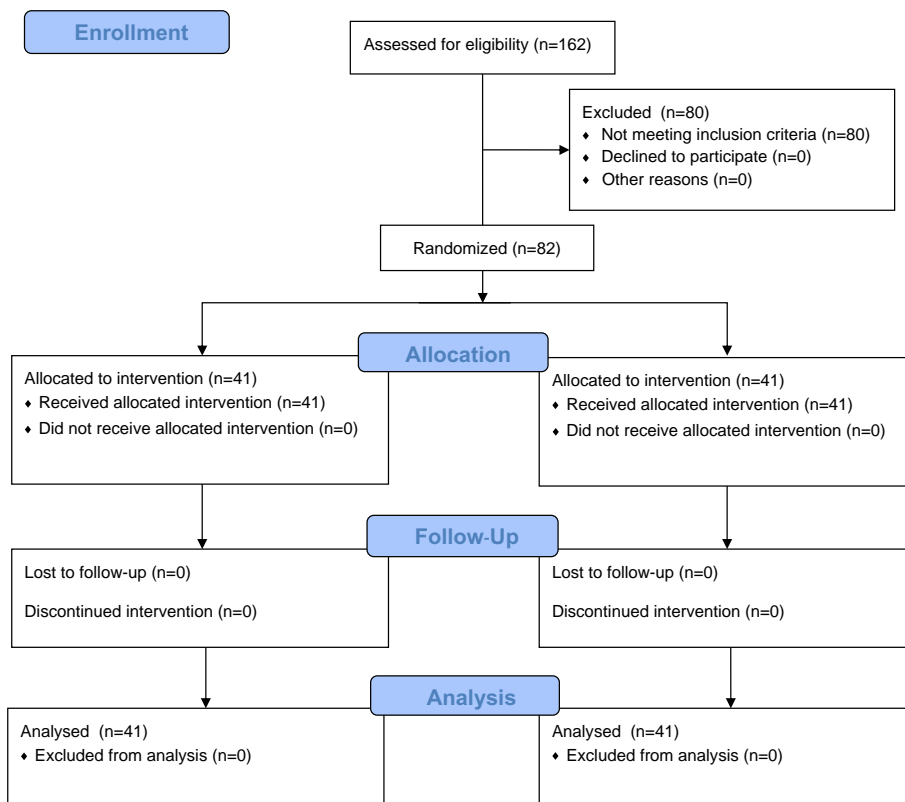 Enrollment
Assessed for eligibility (n=162)
Excluded (n=80)
♦ Not meeting inclusion criteria (n=80)
♦ Declined to participate (n=0)
♦ Other reasons (n=0)
Randomized (n=82)
Allocation
Allocated to intervention (n=41)
♦ Received allocated intervention (n=41)
♦ Did not receive allocated intervention (n=0)
Allocated to intervention (n=41)
♦ Received allocated intervention (n=41)
♦ Did not receive allocated intervention (n=0)
Follow-Up
Lost to follow-up (n=0)
Discontinued intervention (n=0)
Lost to follow-up (n=0)
Discontinued intervention (n=0)
Analysis
Analysed (n=41)
♦ Excluded from analysis (n=0)
Analysed (n=41)
♦ Excluded from analysis (n=0)